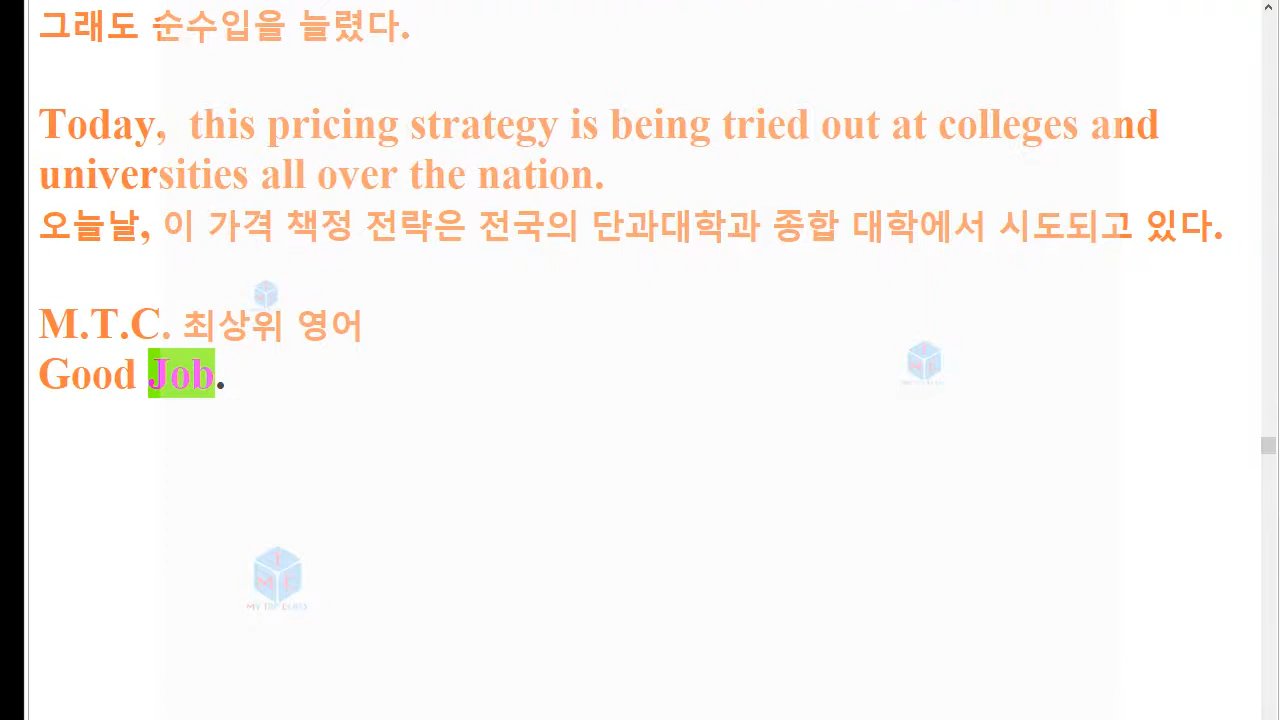 그래도 순수입을 늘렸다.
Today, this pricing strategy is being tried out at colleges and
universities all over the nation.
오늘날, 이 가격 책정 전략은 전국의 단과대학과 종합 대학에서 시도되고 있다.
M.T.C. 최상위 영어
Good Job.